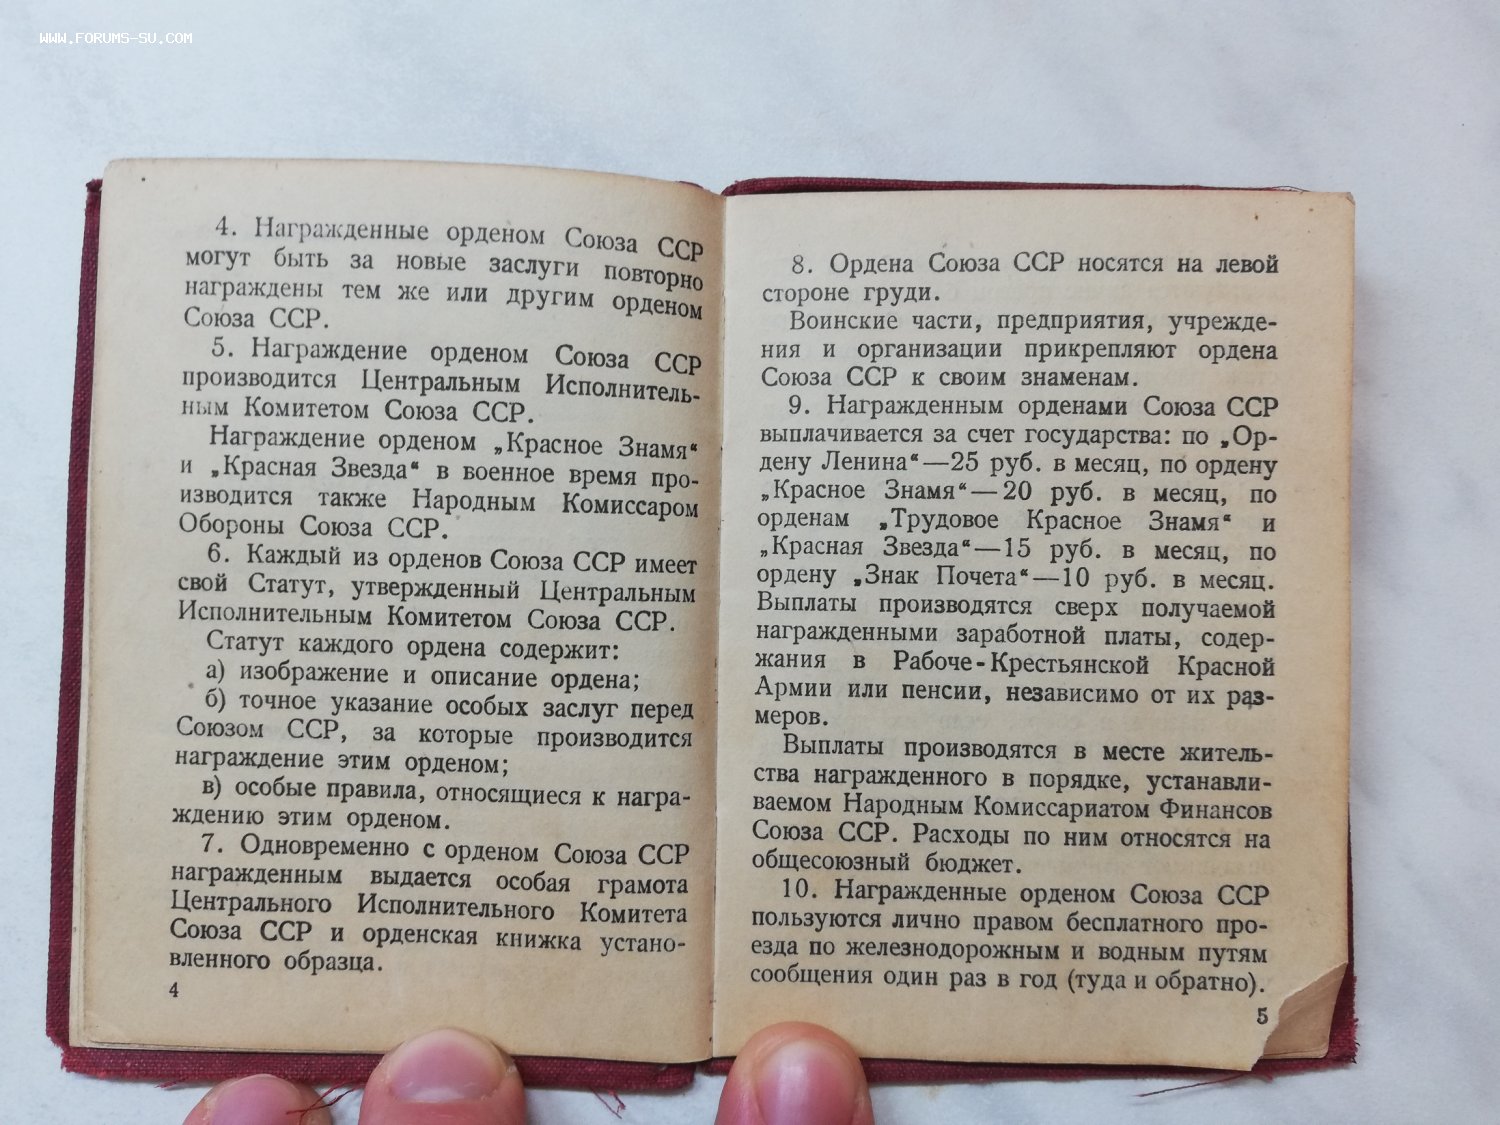 WWW.FORUMS-SU.COM
4. Награжденные орденом Союза ССР
могут быть за новые заслуги повторно
награждены тем же или другим орденом
Союза ССР.
5. Награждение орденом Союза ССР
производится Центральным Исполнитель-
ным Комитетом Союза ССР.
Награждение орденом „Красное Знамя“
и „Красная Звезда“ в военное время про-
изводится также Народным Комиссаром
Обороны Союза ССР.
6. Каждый из орденов Союза ССР имеет
свой Статут, утвержденный Центральным
Исполнительным Комитетом Союза ССР.
Статут каждого ордена содержит:
а) изображение и описание ордена;
б) точное указание особых заслуг перед
Союзом ССР, за которые производится
награждение этим орденом;
в) особые правила, относящиеся к награ-
ждению этим орденом.
7. Одновременно с орденом Союза ССР
награжденным выдается особая грамота
Центрального Исполнительного Комитета
Союза ССР и орденская книжка устано-
вленного образца.
4
8. Ордена Союза ССР носятся на левой
стороне груди.
Воинские части, предприятия, учрежде-
ния и организации прикрепляют ордена
Союза ССР к своим знаменам.
9. Награжденным орденами Союза ССР
выплачивается за счет государства: по „Ор-
дену Ленина“—25 руб. в месяц, по ордену
„Красное Знамя“—20 руб. в месяц, по
орденам „Трудовое Красное Знамя“ и
„Красная Звезда“—15 руб. в месяц, по
ордену „Знак Почета“—10 руб. в месяц.
Выплаты производятся сверх получаемой
награжденными заработной платы, содер-
жания в Рабоче-Крестьянской Красной
Армии или пенсии, независимо от их раз-
меров.
Выплаты производятся в месте житель-
ства награжденного в порядке, устанавли-
ваемом Народным Комиссариатом Финансов
Союза ССР. Расходы по ним относятся на
общесоюзный бюджет.
10. Награжденные орденом Союза ССР
пользуются лично правом бесплатного про-
езда по железнодорожным и водным путям
сообщения один раз в год (туда и обратно).
5